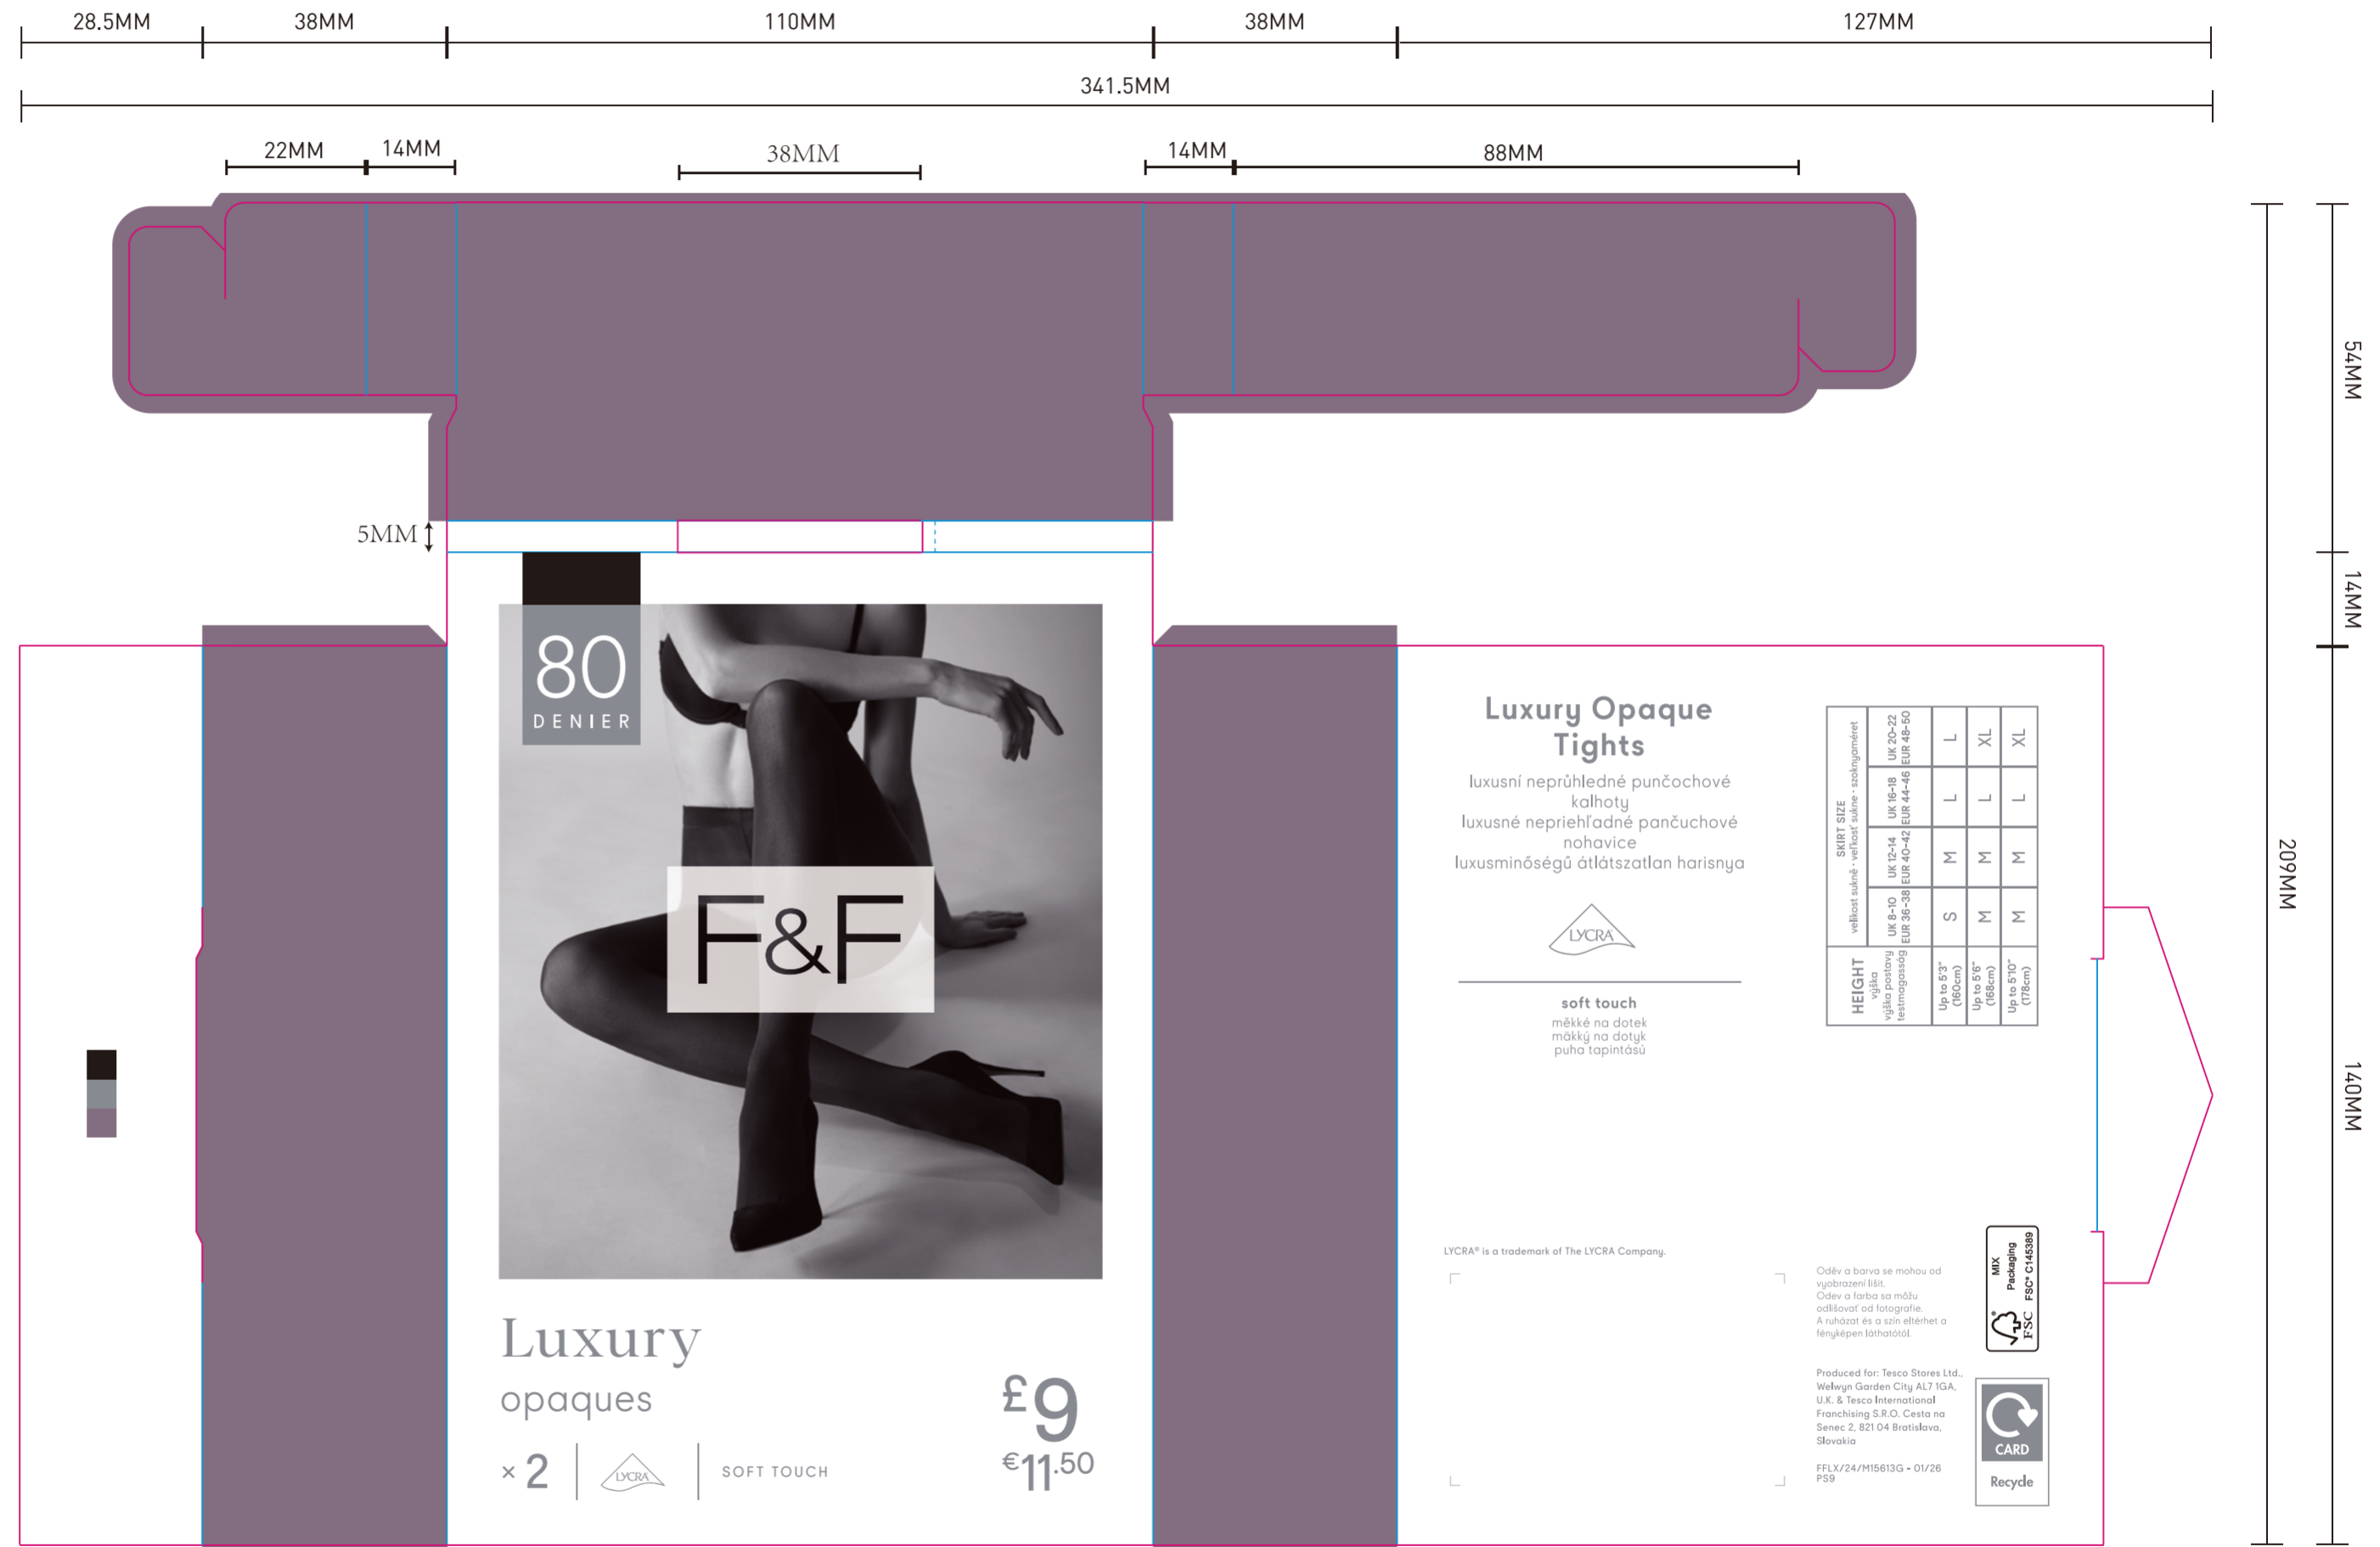 28.5MM
38MM
110MM
38MM
127MM
341.5MM
22MM
14MM
38MM
14MM
88MM
54MM
14MM
209MM
140MM
5MM
80
DENIER
F&F
Luxury
opaques
× 2
LYCRA
SOFT TOUCH
£9
€11.50
Luxury Opaque
Tights
luxusní neprůhledné punčochové
kalhoty
luxusné nepriehľadné pančuchové
nohavice
luxusminőségű átlátszatlan harisnya
LYCRA
soft touch
měkké na dotek
mäkký na dotyk
puha tapintású
SKIRT SIZE
velikost sukně · veľkosť sukne · szoknyaméret
HEIGHT
výška
výška postavy
testmagasság
UK 8-10
EUR 36-38
UK 12-14
EUR 40-42
UK 16-18
EUR 44-46
UK 20-22
EUR 48-50
Up to 5'3"
(160cm)
S
M
L
L
Up to 5'6"
(168cm)
M
M
L
XL
Up to 5'10"
(178cm)
M
M
L
XL
LYCRA® is a trademark of The LYCRA Company.
Oděv a barva se mohou od
vyobrazení lišit.
Odev a farba sa môžu
odlišovať od fotografie.
A ruházat és a szín eltérhet a
fényképen láthatótól.
Produced for: Tesco Stores Ltd.,
Welwyn Garden City AL7 1GA,
U.K. & Tesco International
Franchising S.R.O. Cesta na
Senec 2, 821 04 Bratislava,
Slovakia
FFLX/24/M15613G - 01/26
PS9
FSC
MIX
Packaging
FSC® C145389
CARD
Recycle